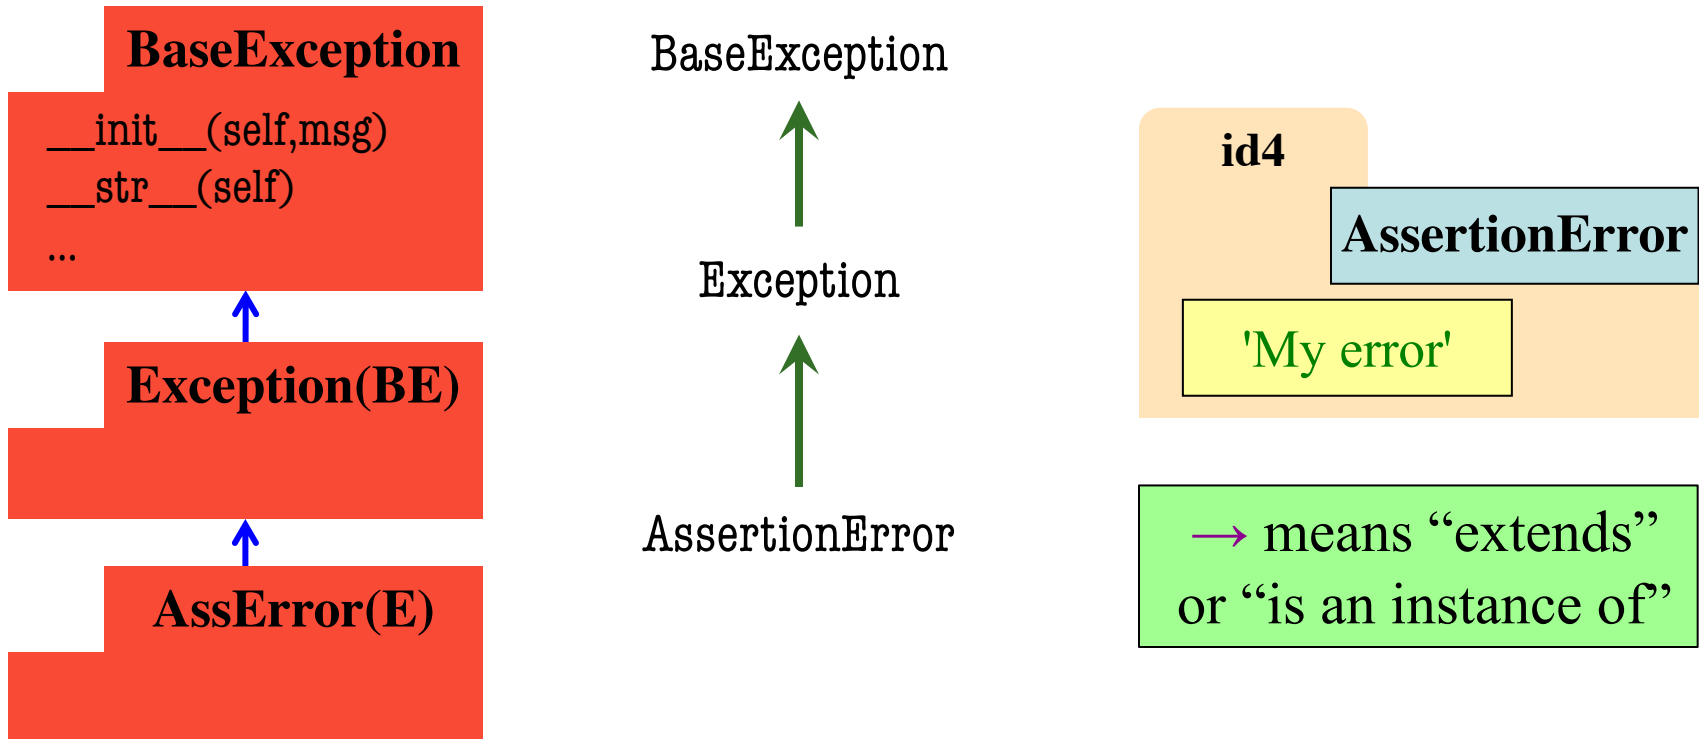 BaseException
__init__(self,msg)
__str__(self)
...
Exception(BE)
AssError(E)
BaseException
Exception
AssertionError
id4
AssertionError
'My error'
→ means “extends”
or “is an instance of”